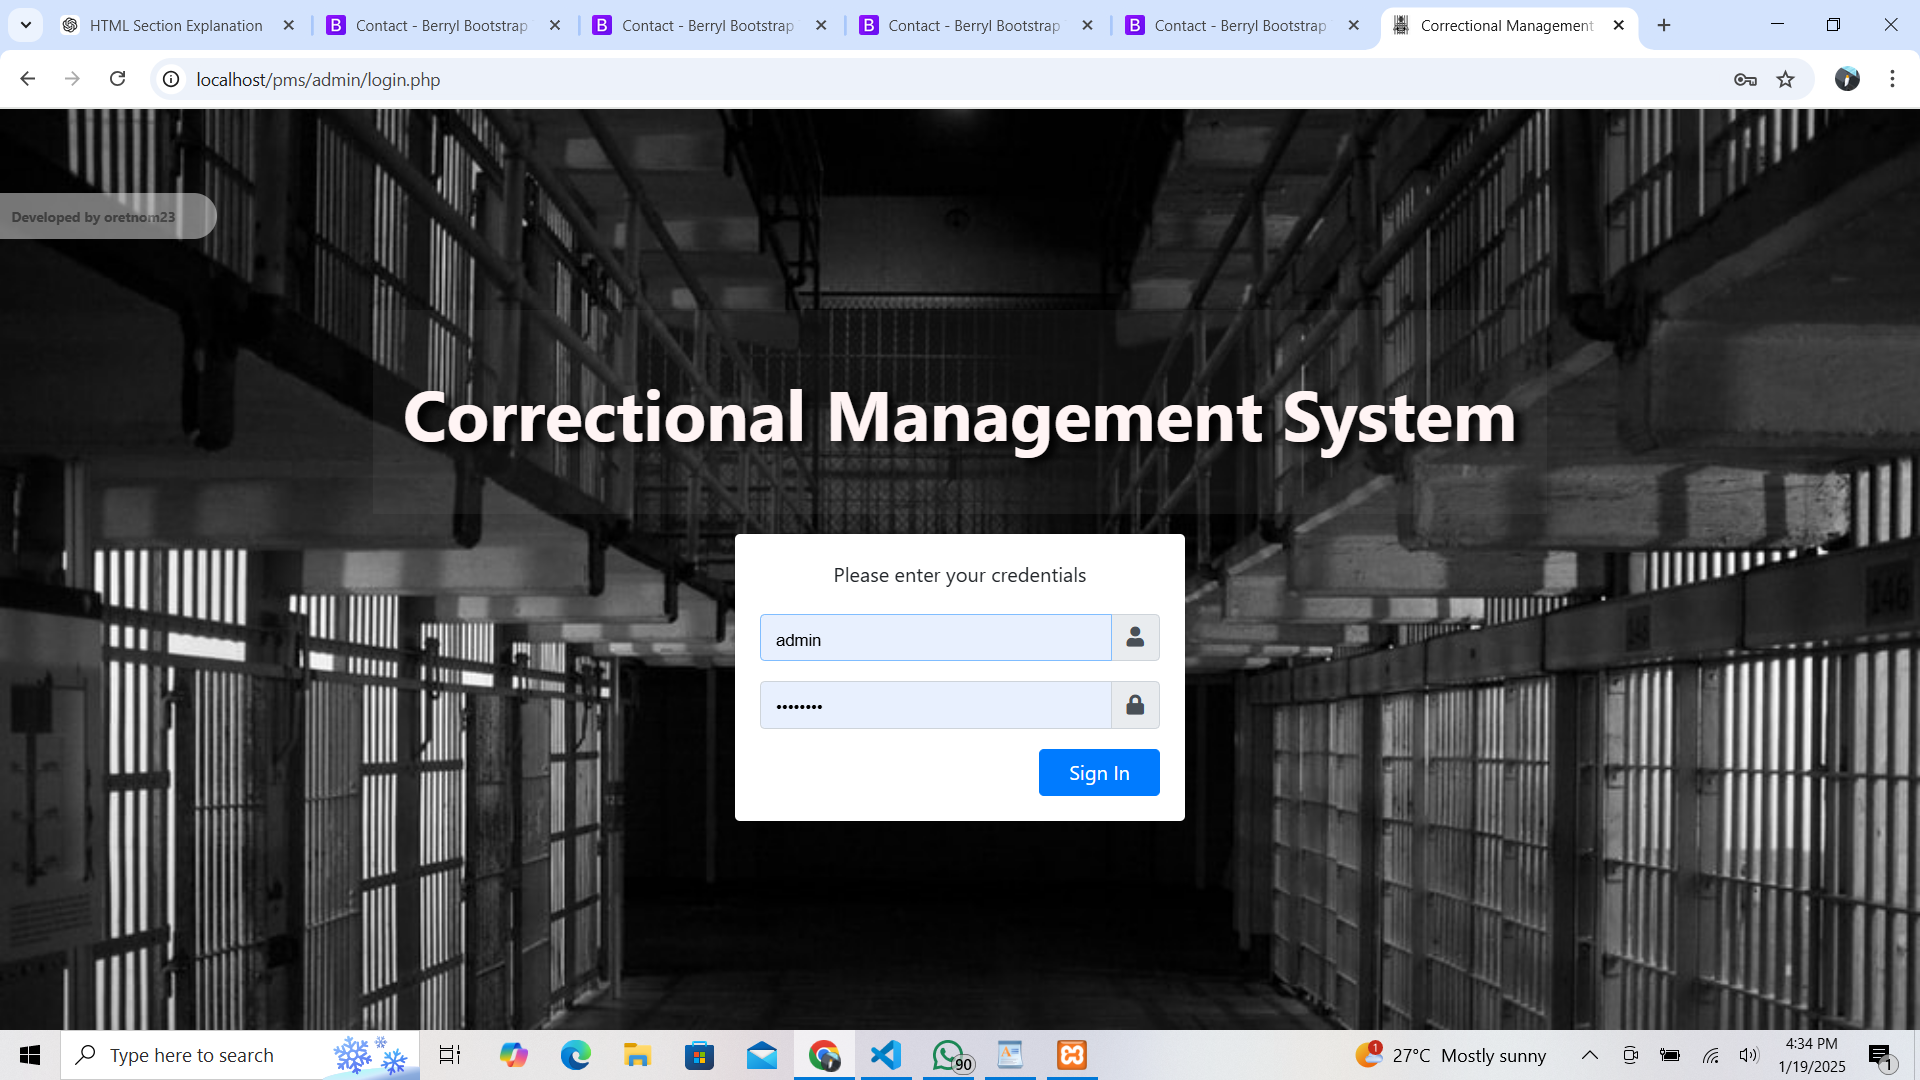 HTML Section Explanation
Contact - Berryl Bootstrap
Contact - Berryl Bootstrap
Contact - Berryl Bootstrap
Contact - Berryl Bootstrap
Correctional Management
localhost/pms/admin/login.php
Developed by oretnom23
Correctional Management System
Please enter your credentials
admin
••••••••
Sign In
146
Type here to search
90
1
27°C Mostly sunny
4:34 PM
1/19/2025
1